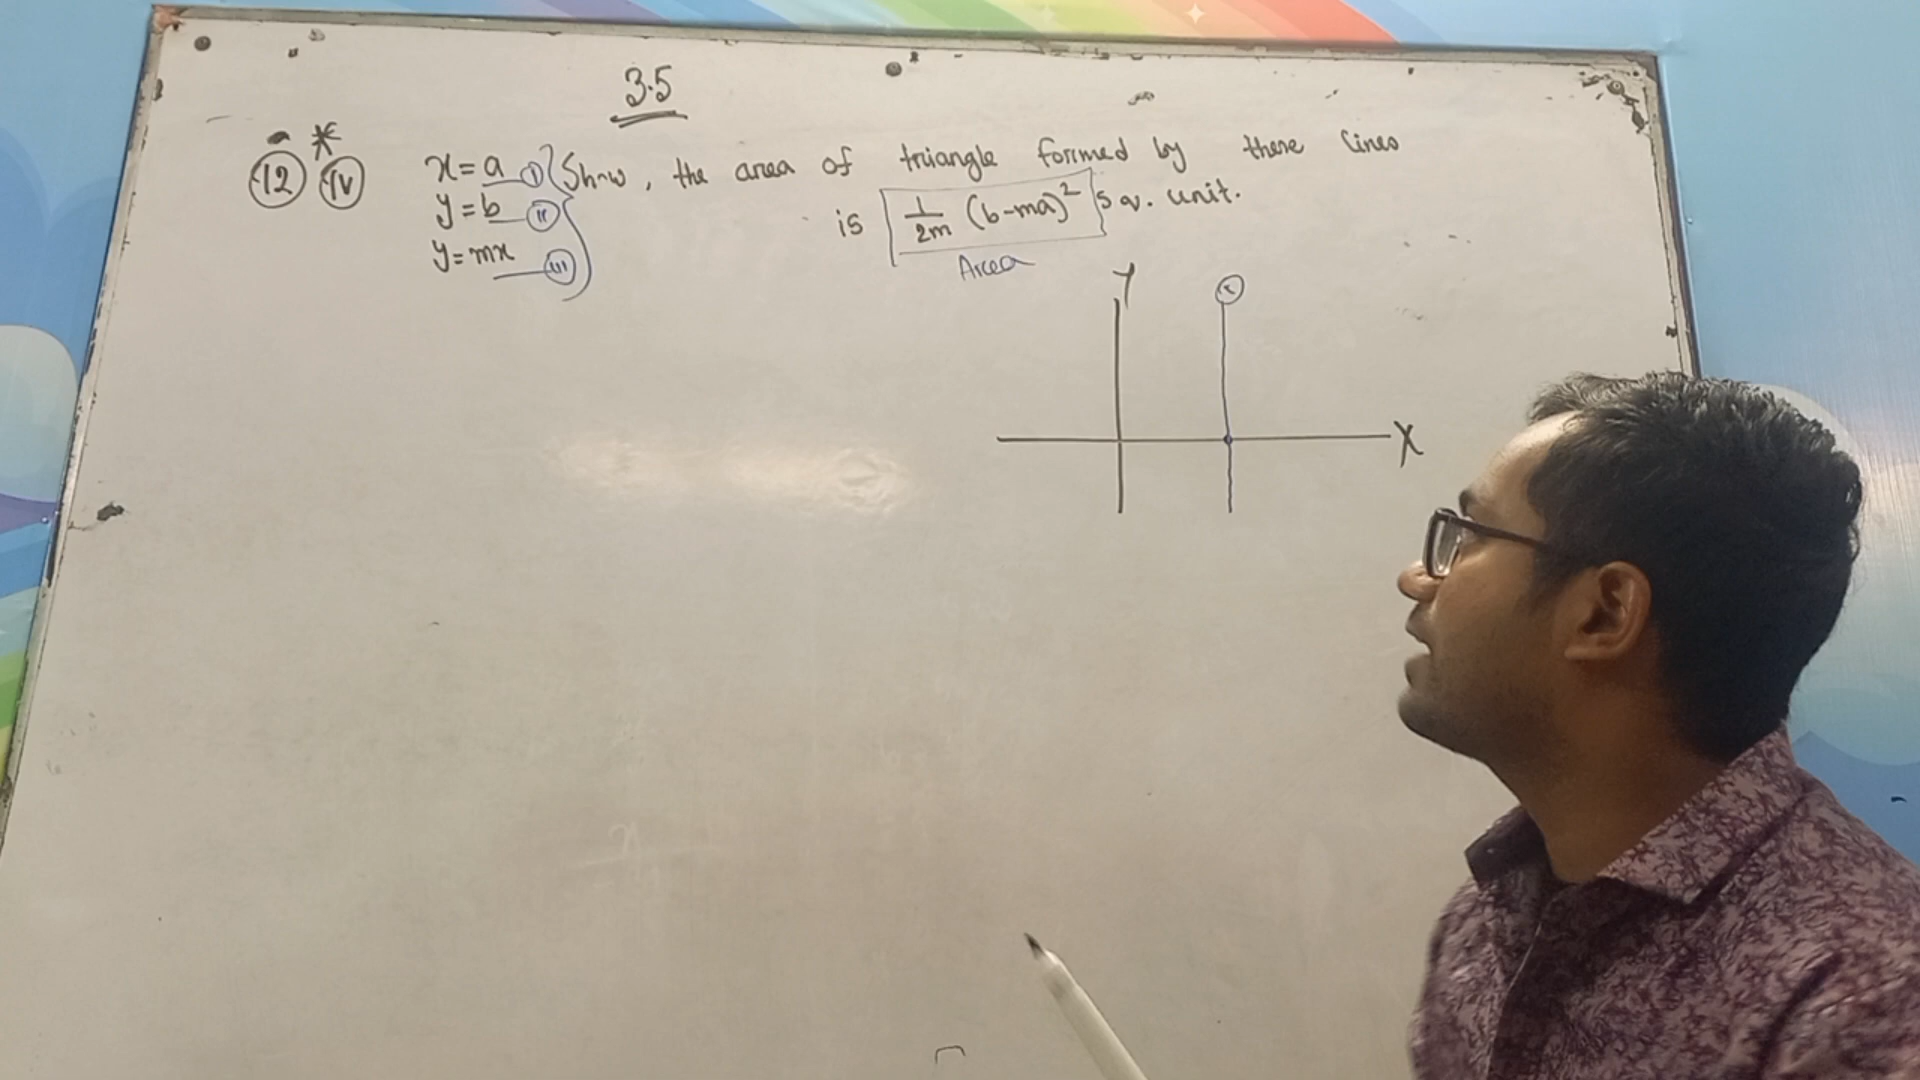 3.5
12 * iv x = a (i) Show, the area of triangle formed by these lines
y = b (ii) is 1/2m (b-ma)² sq. unit.
y = mx (iii) Area
Y
X